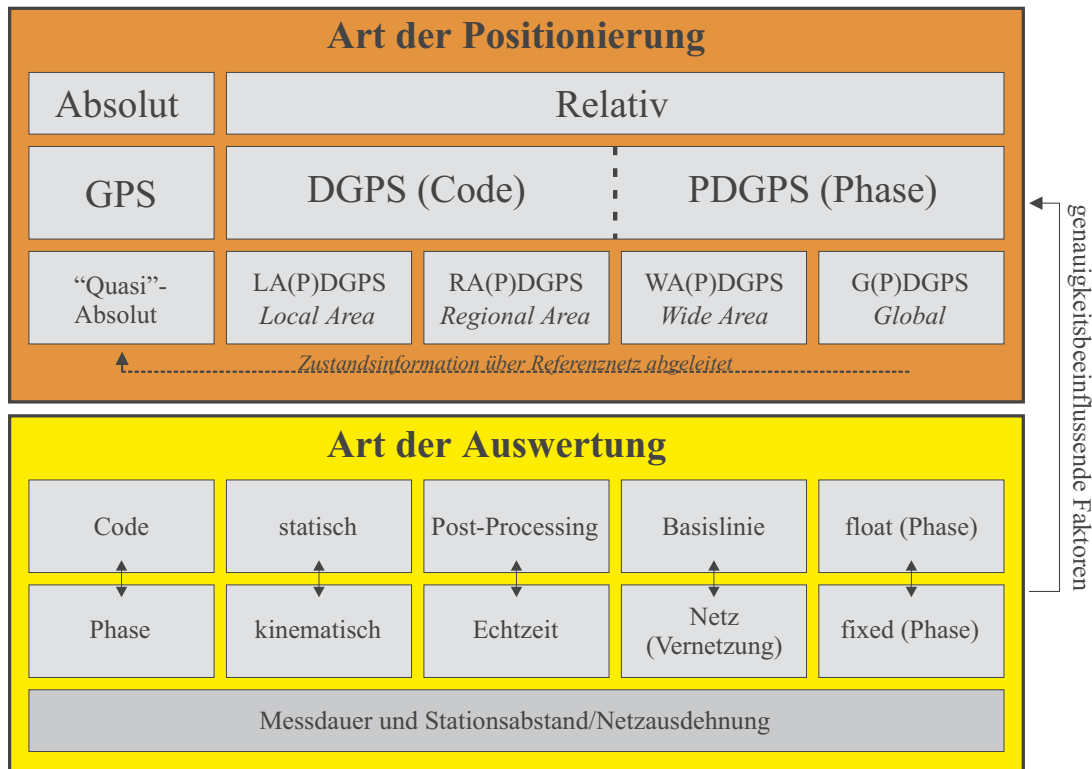 Art der Positionierung
Absolut
Relativ
GPS
DGPS (Code)
PDGPS (Phase)
“Quasi”-
Absolut
LA(P)DGPS
Local Area
RA(P)DGPS
Regional Area
WA(P)DGPS
Wide Area
G(P)DGPS
Global
Zustandsinformation über Referenznetz abgeleitet
Art der Auswertung
Code
statisch
Post-Processing
Basislinie
float (Phase)
Phase
kinematisch
Echtzeit
Netz
(Vernetzung)
fixed (Phase)
Messdauer und Stationsabstand/Netzausdehnung
genauigkeitsbeeinflussende Faktoren